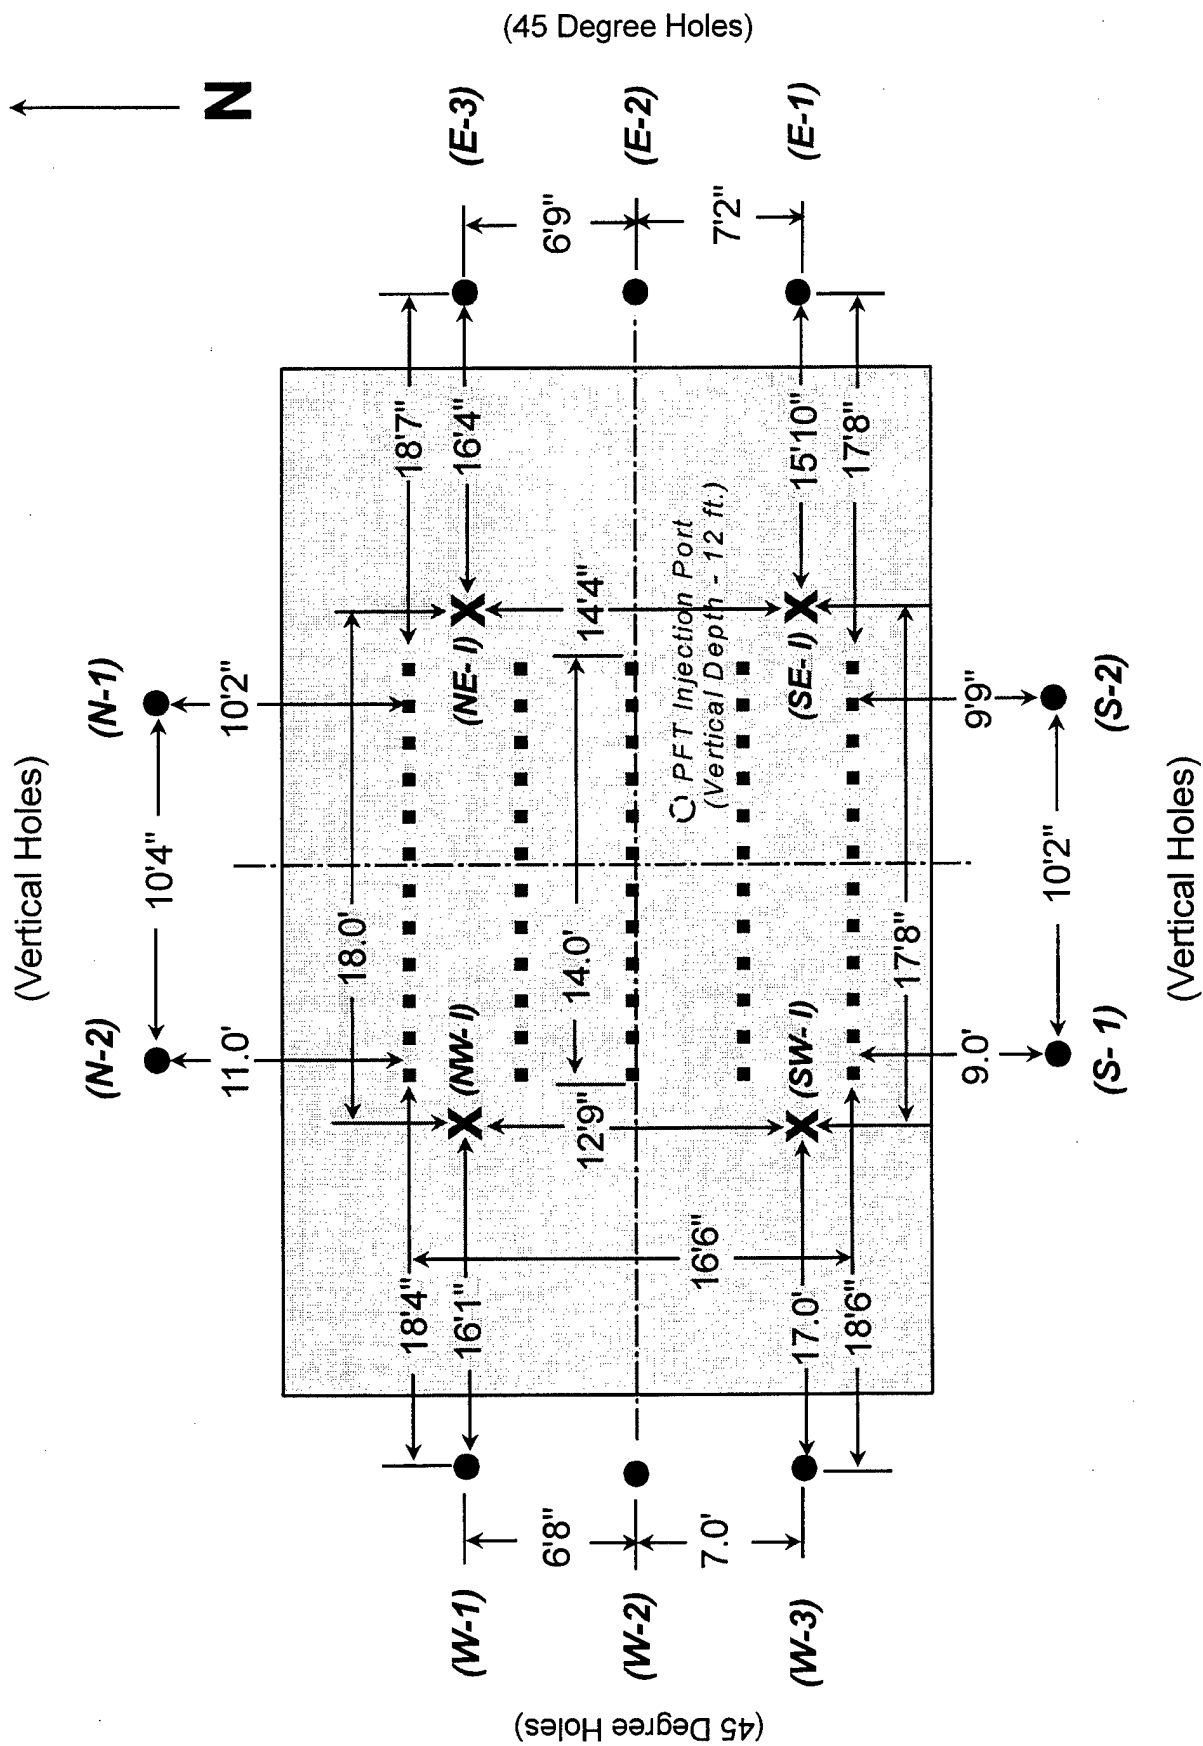 (Vertical Holes)
(N-2)
10'4"
(N-1)
N
11.0'
10'2"
18.0'
18'4"
18'7"
(W-1)
16'1"
(NW- I)
(NE- I)
16'4"
(E-3)
6'8"
12'9"
14.0'
14'4"
6'9"
(45 Degree Holes)
(W-2)
(E-2)
(45 Degree Holes)
16'6"
PFT Injection Port
(Vertical Depth - 12 ft.)
7.0'
7'2"
(W-3)
17.0'
(SW- I)
(SE- I)
15'10"
(E-1)
18'6"
17'8"
17'8"
9.0'
9'9"
(S- 1)
10'2"
(S-2)
(Vertical Holes)